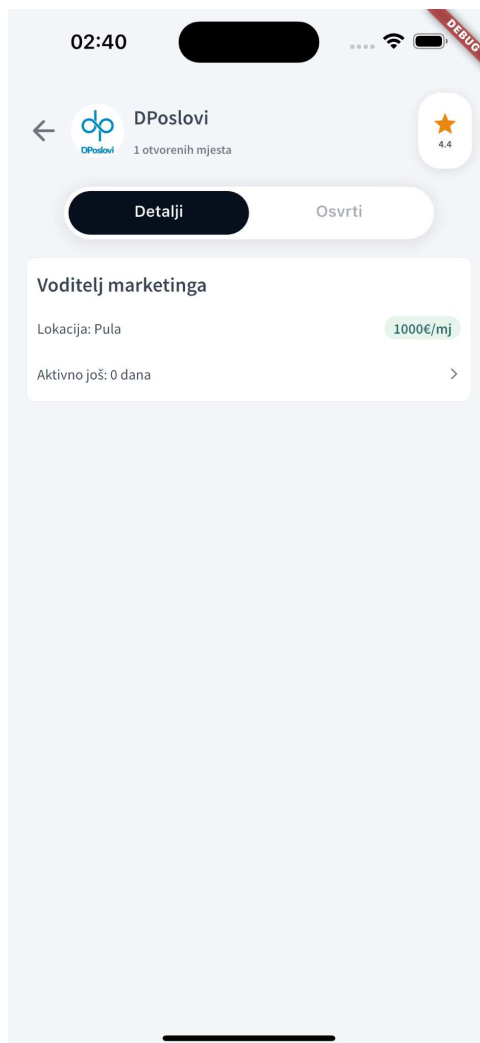 02:40
DEBUG
DPoslovi
DPoslovi
1 otvorenih mjesta
4.4
Detalji
Osvrti
Voditelj marketinga
Lokacija: Pula
1000€/mj
Aktivno još: 0 dana